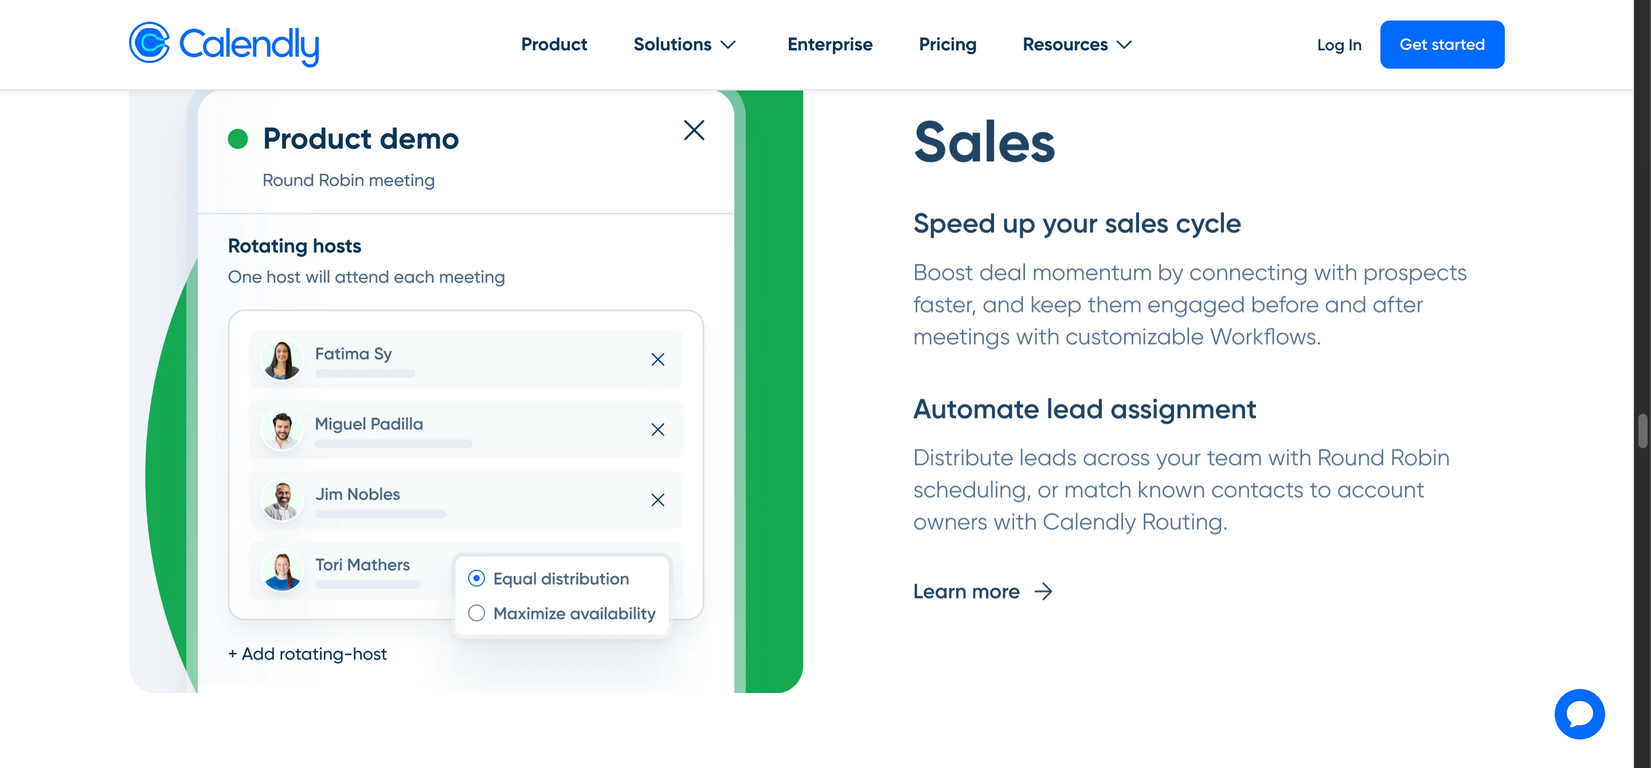 Calendly
Product
Solutions
Enterprise
Pricing
Resources
Log In
Get started
Product demo
Round Robin meeting
Rotating hosts
One host will attend each meeting
Fatima Sy
Miguel Padilla
Jim Nobles
Tori Mathers
Equal distribution
Maximize availability
+ Add rotating-host
Sales
Speed up your sales cycle
Boost deal momentum by connecting with prospects
faster, and keep them engaged before and after
meetings with customizable Workflows.
Automate lead assignment
Distribute leads across your team with Round Robin
scheduling, or match known contacts to account
owners with Calendly Routing.
Learn more